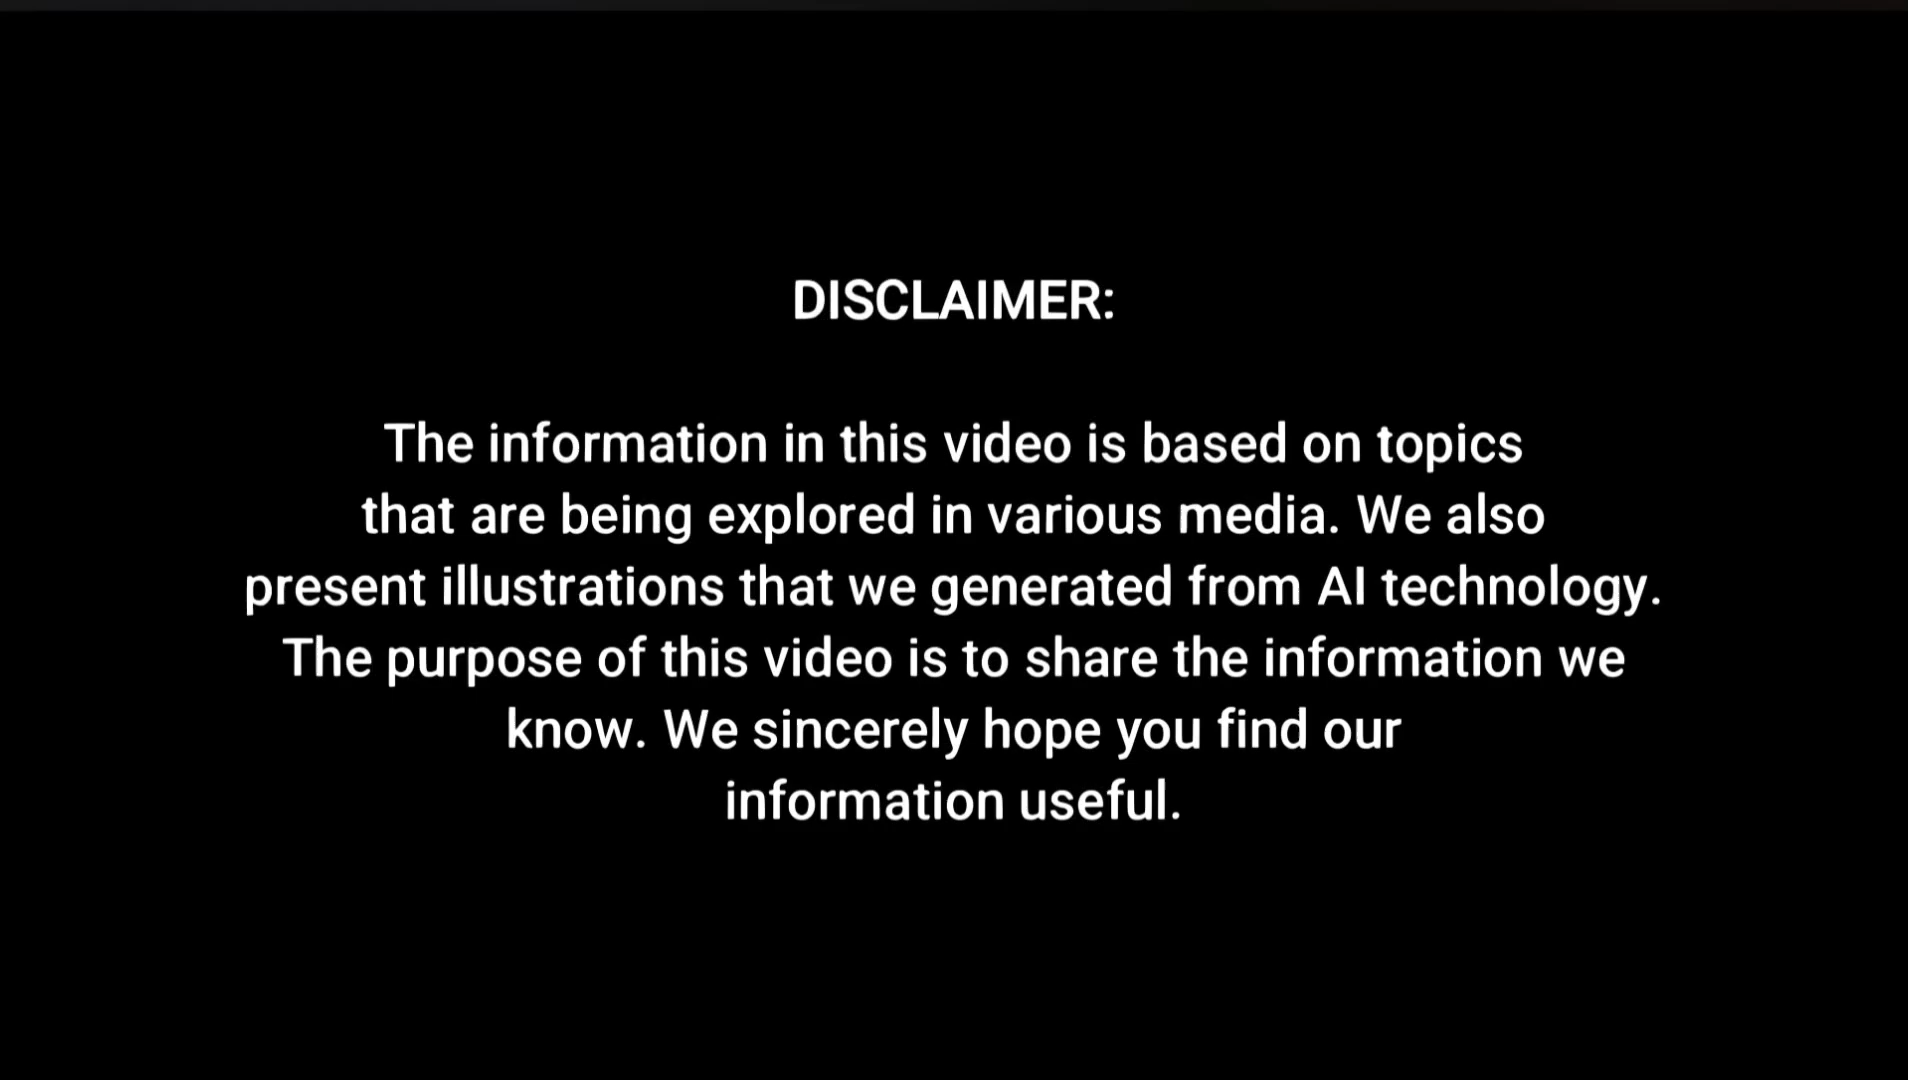 DISCLAIMER:
The information in this video is based on topics
that are being explored in various media. We also
present illustrations that we generated from AI technology.
The purpose of this video is to share the information we
know. We sincerely hope you find our
information useful.